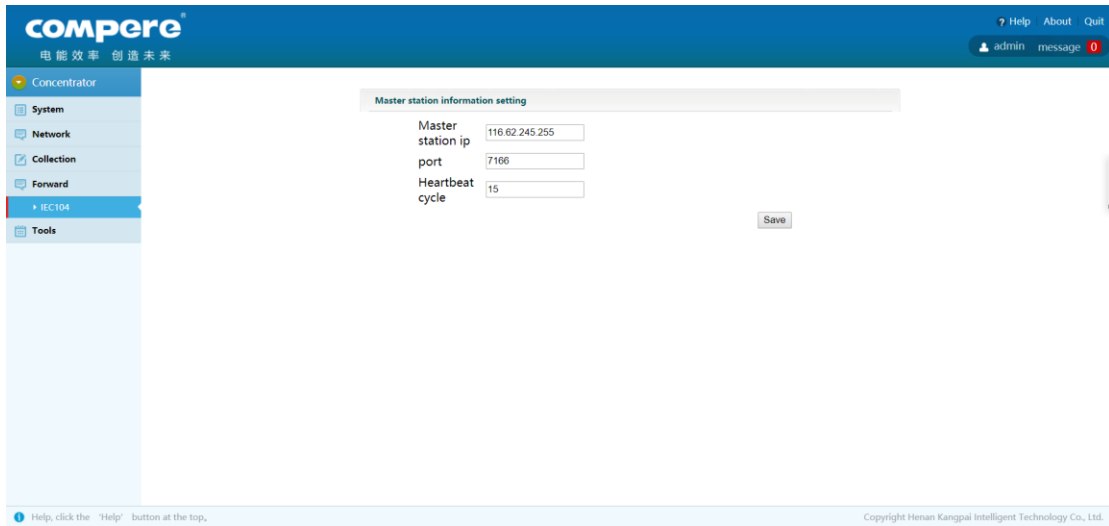 compere®
电能效率 创造未来
? Help About Quit
admin message 0
Concentrator
System
Network
Collection
Forward
IEC104
Tools
Master station information setting
Master
station ip
116.62.245.255
port
7166
Heartbeat
cycle
15
Save
Help, click the 'Help' button at the top。
Copyright Henan Kangpai Intelligent Technology Co., Ltd.